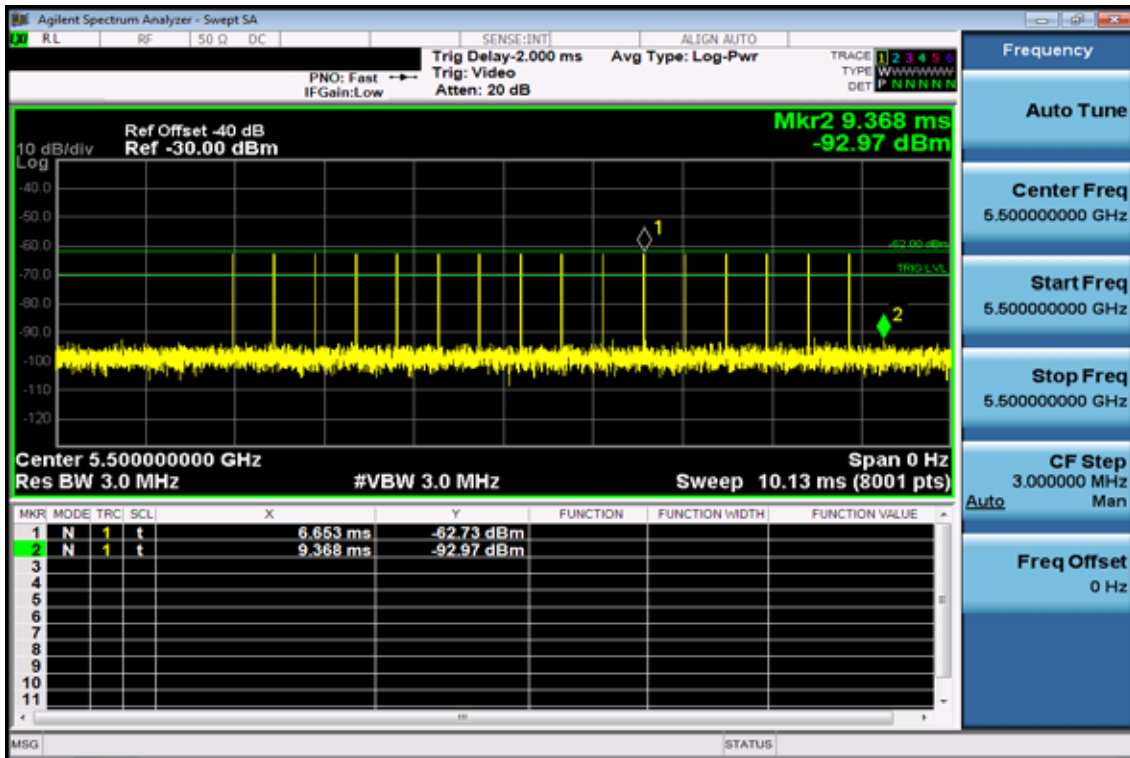 Agilent Spectrum Analyzer - Swept SA
RL RF 50 Ω DC SENSE:INT ALIGN AUTO
Trig Delay-2.000 ms Avg Type: Log-Pwr TRACE 1 2 3 4 5 6
PNO: Fast Trig: Video TYPE WWWWWW
IFGain:Low Atten: 20 dB DET P N N N N N
Mkr2 9.368 ms
-92.97 dBm
Ref Offset -40 dB
10 dB/div Ref -30.00 dBm
Log
-40.0
-50.0
-60.0
-70.0
-80.0
-90.0
-100
-110
-120
1
-62.00 dBm
TRIG LVL
2
Center 5.500000000 GHz Span 0 Hz
Res BW 3.0 MHz #VBW 3.0 MHz Sweep 10.13 ms (8001 pts)
MKR MODE TRC SCL X Y FUNCTION FUNCTION WIDTH FUNCTION VALUE
1 N 1 t 6.653 ms -62.73 dBm
2 N 1 t 9.368 ms -92.97 dBm
3
4
5
6
7
8
9
10
11
MSG STATUS
Frequency
Auto Tune
Center Freq
5.500000000 GHz
Start Freq
5.500000000 GHz
Stop Freq
5.500000000 GHz
CF Step
3.000000 MHz
Auto Man
Freq Offset
0 Hz